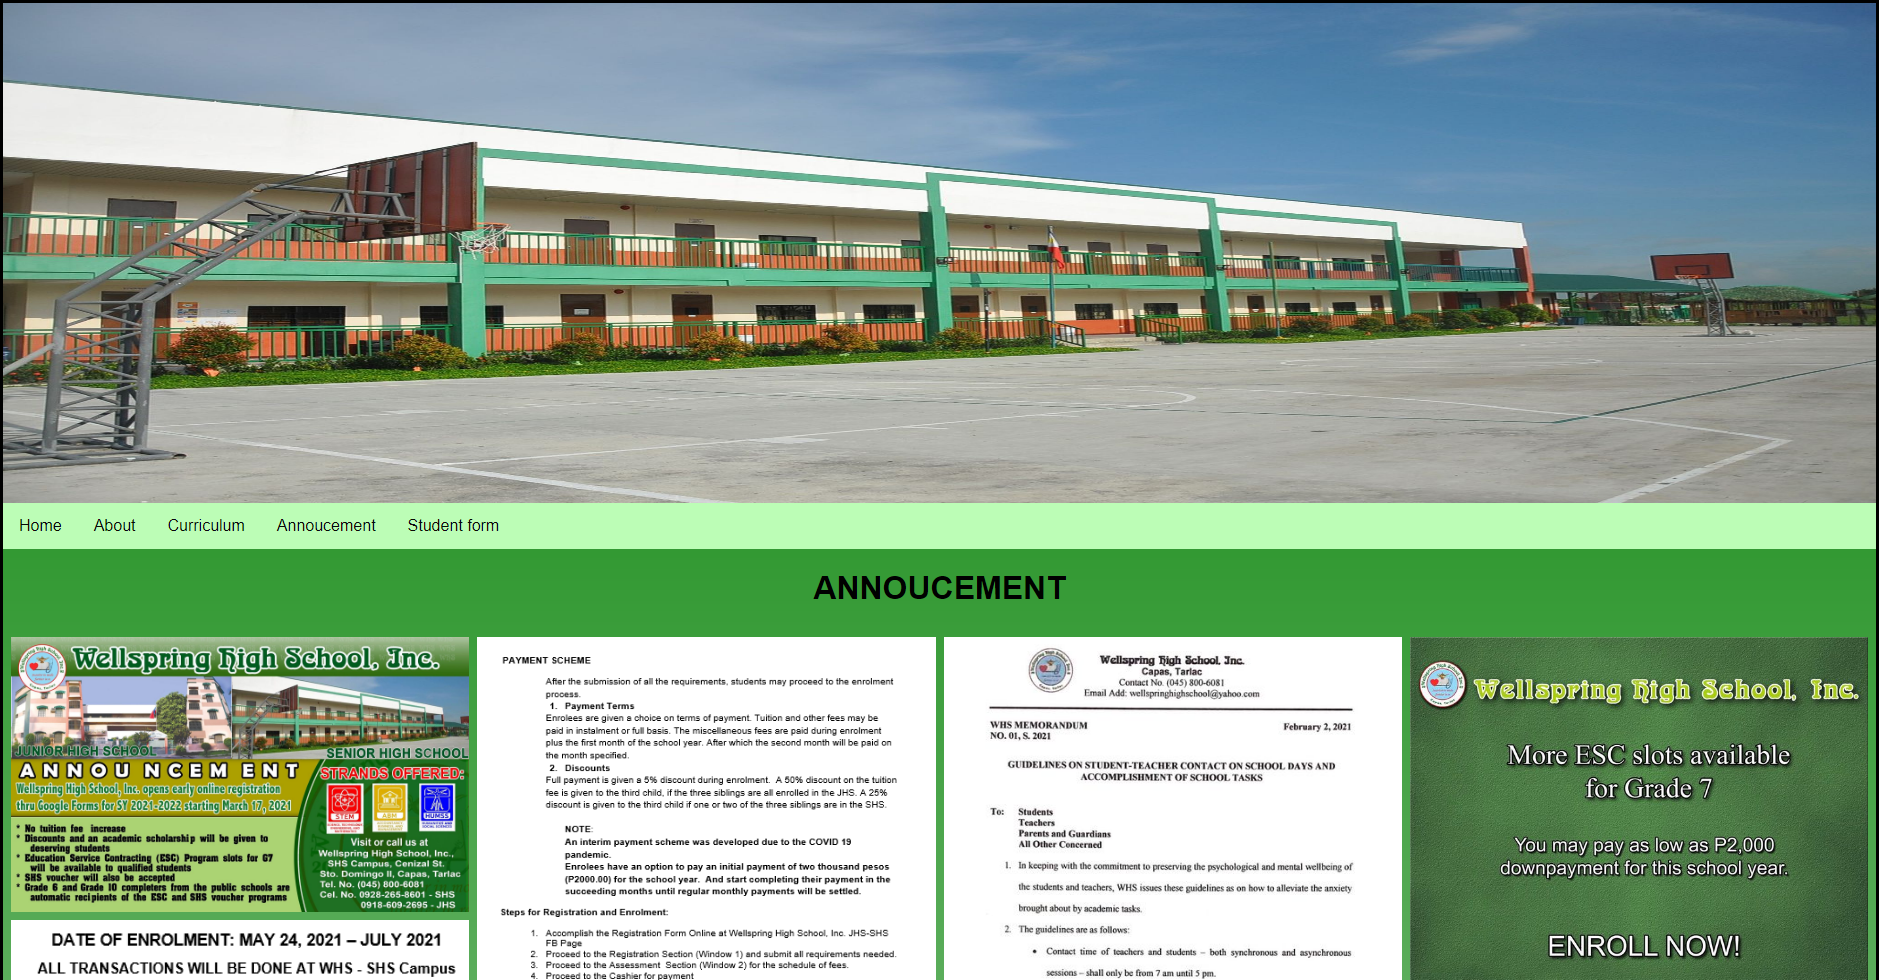 Home About Curriculum Annoucement Student form
ANNOUCEMENT
Wellspring High School, Inc.
JUNIOR HIGH SCHOOL
SENIOR HIGH SCHOOL
ANNOUNCEMENT
Wellspring High School, Inc. opens early online registration
thru Google Forms for SY 2021-2022 starting March 17, 2021
* No tuition fee increase
* Discounts and an academic scholarship will be given to
deserving students
* Education Service Contracting (ESC) Program slots for G7
will be available to qualified students
* SHS voucher will also be accepted
* Grade 6 and Grade 10 completers from the public schools are
automatic recipients of the ESC and SHS voucher programs
STRANDS OFFERED:
STEM
ABM
HUMSS
Visit or call us at
Wellspring High School, Inc.,
SHS Campus, Cenizal St.
Sto. Domingo II, Capas, Tarlac
Tel. No. (045) 800-6081
Cel. No. 0928-265-8601 - SHS
0918-609-2695 - JHS
DATE OF ENROLMENT: MAY 24, 2021 – JULY 2021
ALL TRANSACTIONS WILL BE DONE AT WHS - SHS Campus
PAYMENT SCHEME
After the submission of all the requirements, students may proceed to the enrolment
process.
1. Payment Terms
Enrolees are given a choice on terms of payment. Tuition and other fees may be
paid in instalment or full basis. The miscellaneous fees are paid during enrolment
plus the first month of the school year. After which the second month will be paid on
the month specified.
2. Discounts
Full payment is given a 5% discount during enrolment. A 50% discount on the tuition
fee is given to the third child, if the three siblings are all enrolled in the JHS. A 25%
discount is given to the third child if one or two of the three siblings are in the SHS.
NOTE:
An interim payment scheme was developed due to the COVID 19
pandemic.
Enrolees have an option to pay an initial payment of two thousand pesos
(P2000.00) for the school year. And start completing their payment in the
succeeding months until regular monthly payments will be settled.
Steps for Registration and Enrolment:
1. Accomplish the Registration Form Online at Wellspring High School, Inc. JHS-SHS
FB Page
2. Proceed to the Registration Section (Window 1) and submit all requirements needed.
3. Proceed to the Assessment Section (Window 2) for the schedule of fees.
4. Proceed to the Cashier for payment
Wellspring High School, Inc.
Capas, Tarlac
Contact No. (045) 800-6081
Email Add: wellspringhighschool@yahoo.com
WHS MEMORANDUM February 2, 2021
NO. 01, S. 2021
GUIDELINES ON STUDENT-TEACHER CONTACT ON SCHOOL DAYS AND
ACCOMPLISHMENT OF SCHOOL TASKS
To: Students
Teachers
Parents and Guardians
All Other Concerned
1. In keeping with the commitment to preserving the psychological and mental wellbeing of
the students and teachers, WHS issues these guidelines as on how to alleviate the anxiety
brought about by academic tasks.
2. The guidelines are as follows:
• Contact time of teachers and students – both synchronous and asynchronous
sessions – shall only be from 7 am until 5 pm.
Wellspring High School, Inc.
More ESC slots available
for Grade 7
You may pay as low as P2,000
downpayment for this school year.
ENROLL NOW!